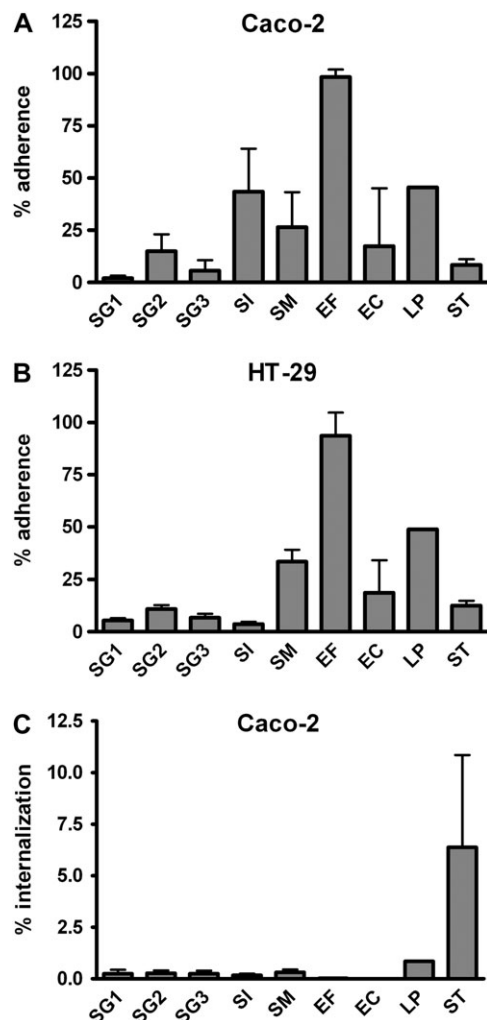 A
Caco-2
% adherence
125
100
75
50
25
0
SG1 SG2 SG3 SI SM EF EC LP ST
B
HT-29
% adherence
125
100
75
50
25
0
SG1 SG2 SG3 SI SM EF EC LP ST
C
Caco-2
% internalization
12.5
10.0
7.5
5.0
2.5
0.0
SG1 SG2 SG3 SI SM EF EC LP ST